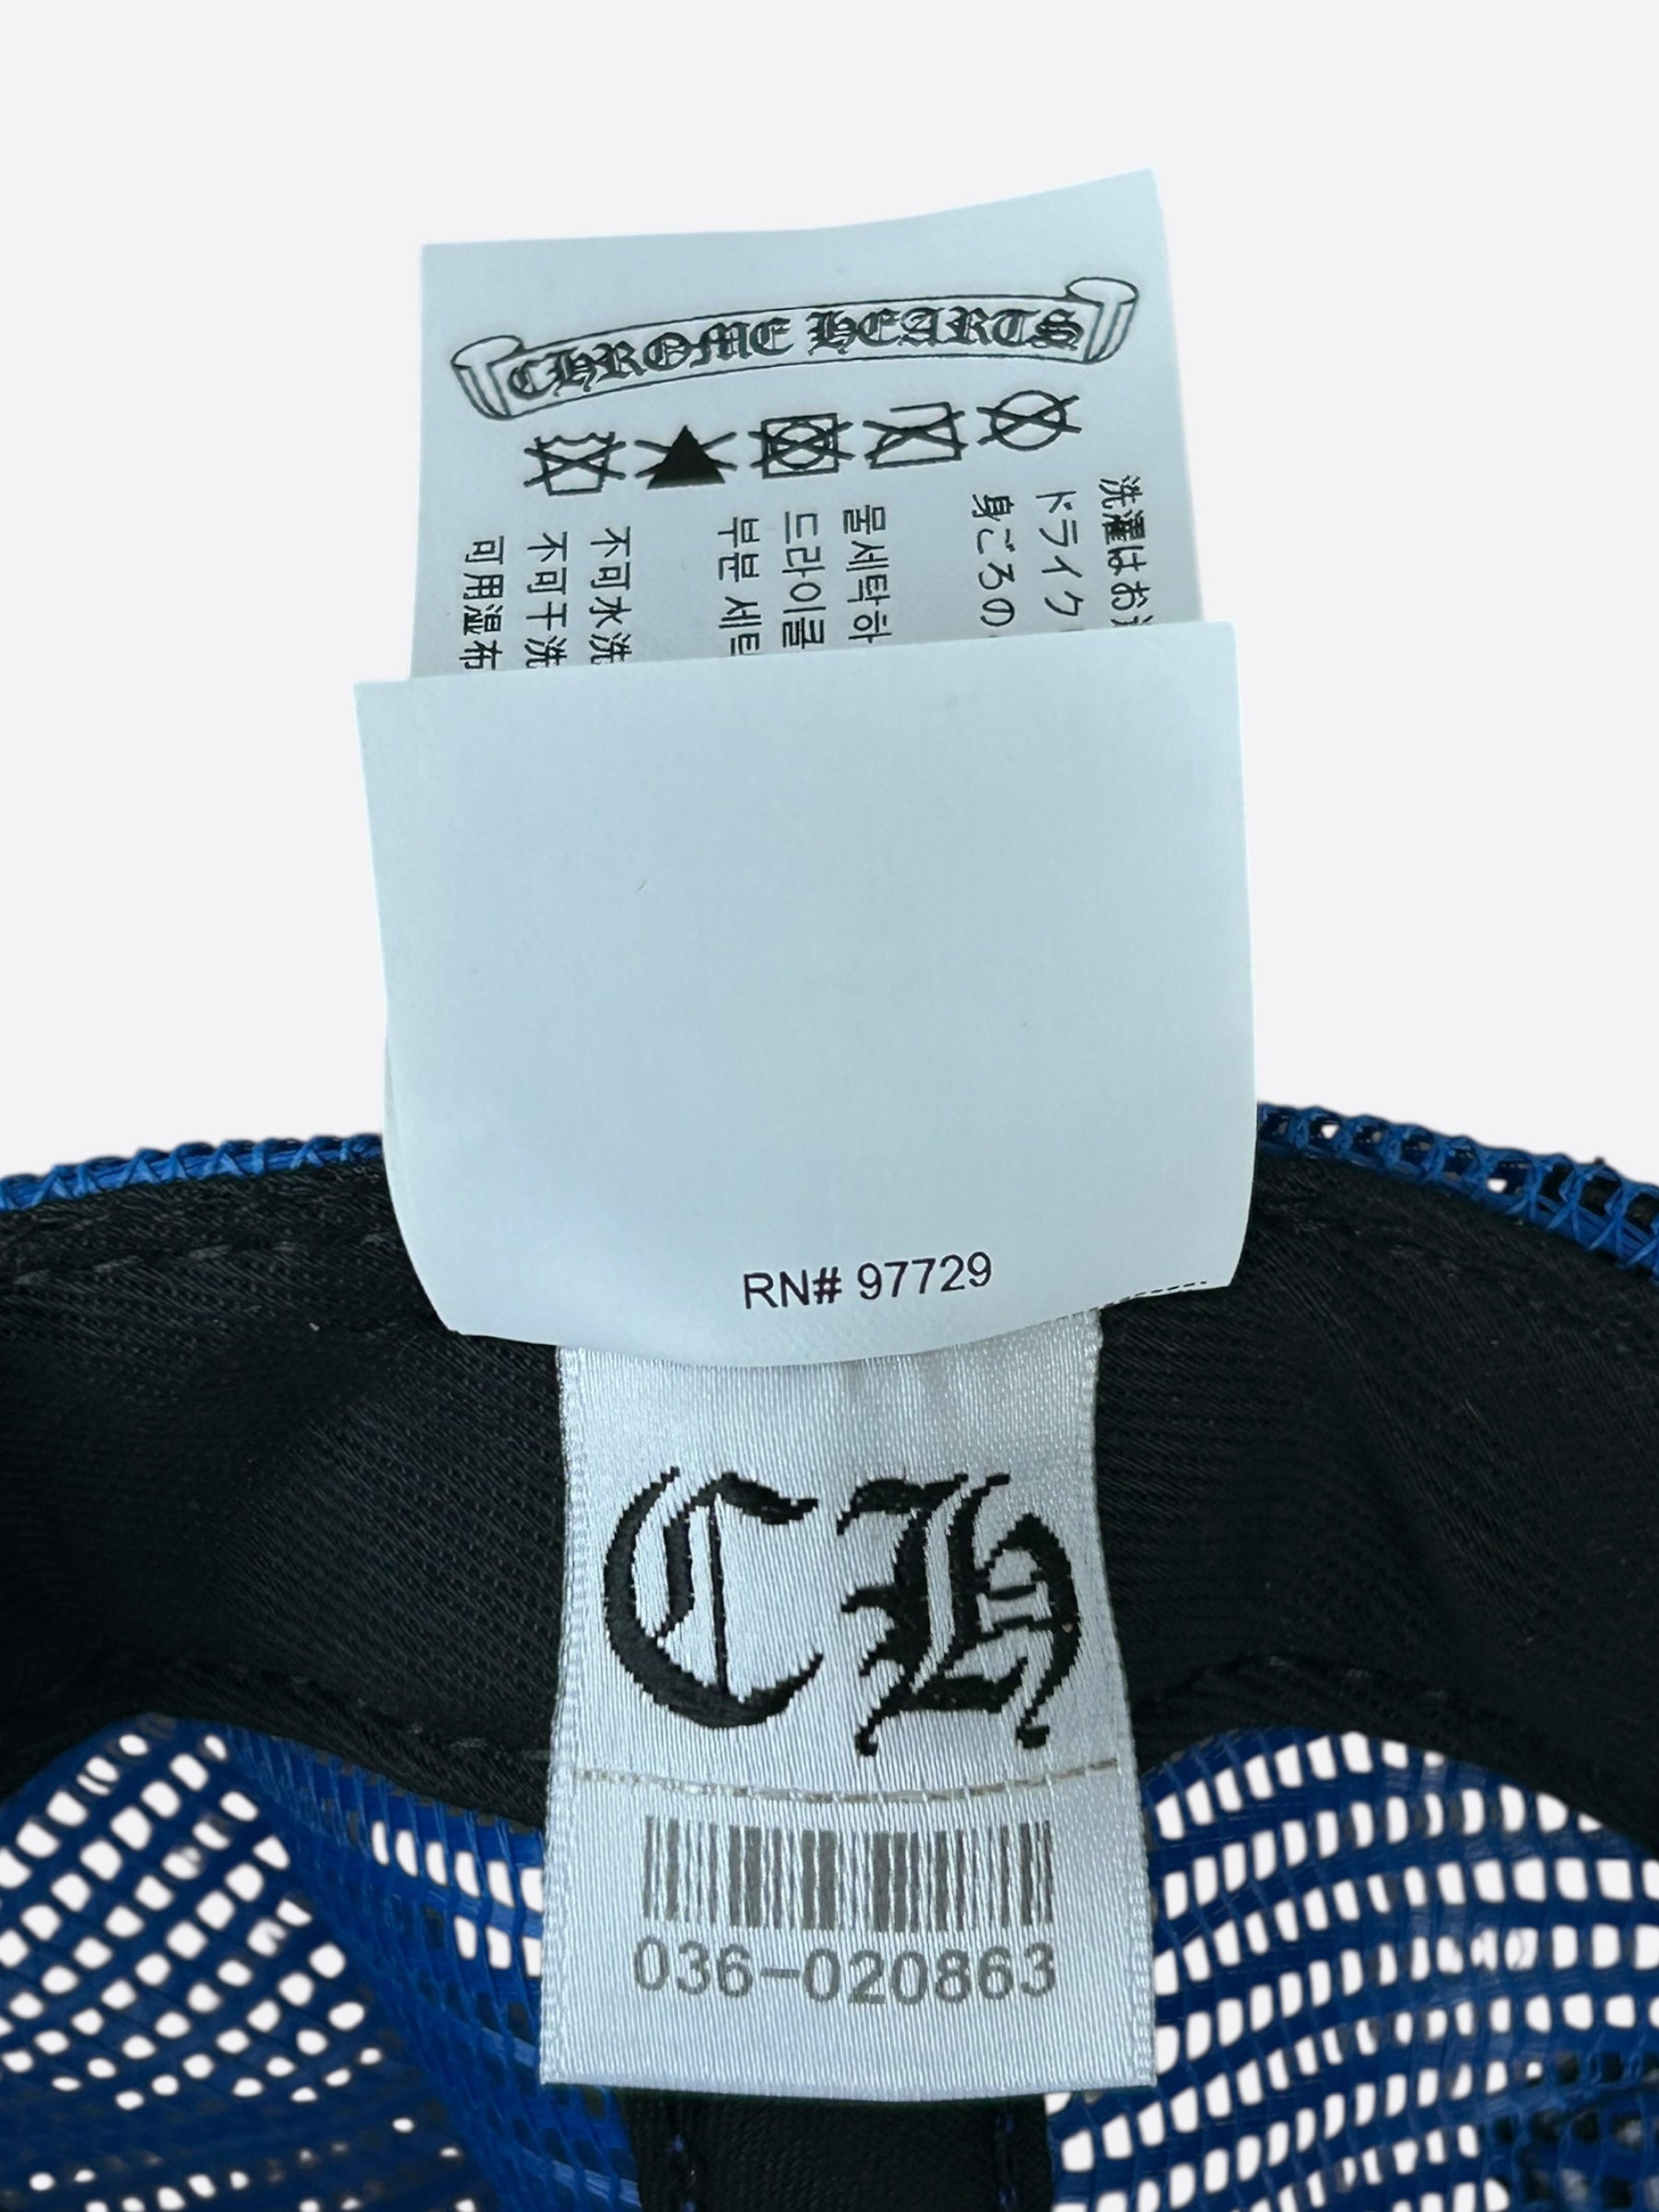 CHROME HEARTS
洗濯はお
ドライク
身ごろの
물세탁하
드라이클
부분 세탁
不可水洗
不可干洗
可用湿布
RN# 97729
CH
036-020863